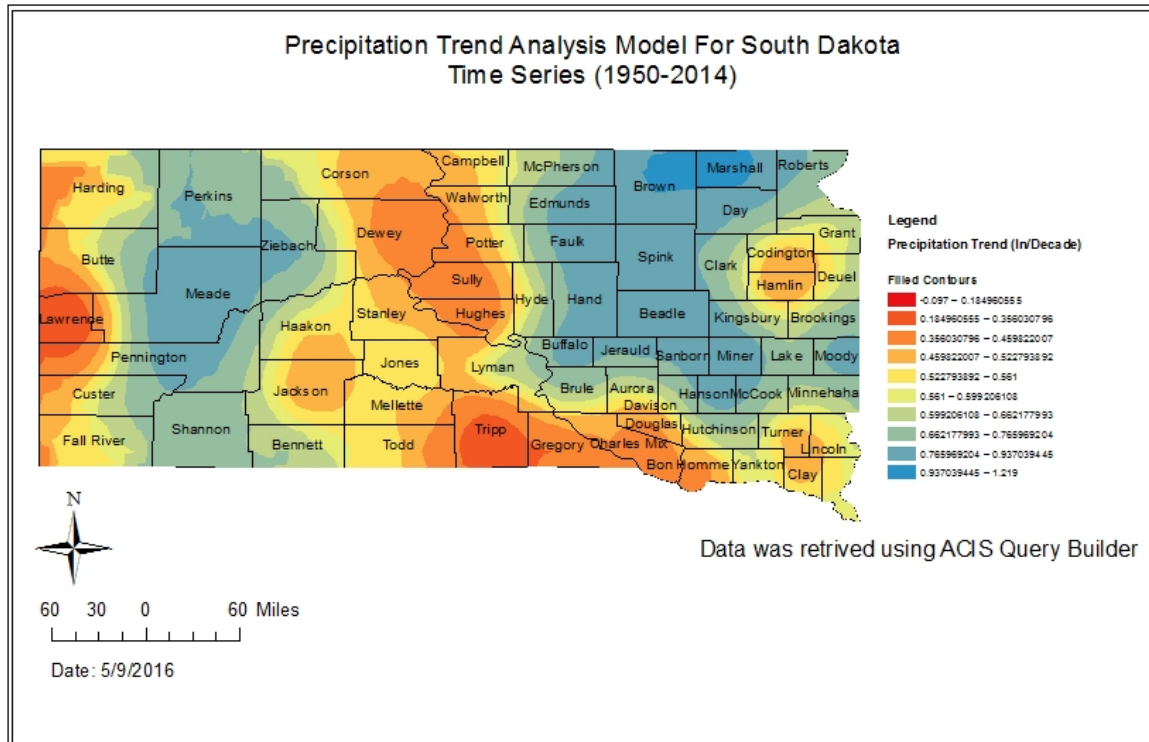 Precipitation Trend Analysis Model For South Dakota
Time Series (1950-2014)
Harding
Perkins
Corson
Campbell
McPherson
Brown
Marshall
Roberts
Walworth
Edmunds
Day
Butte
Ziebach
Dewey
Potter
Faulk
Spink
Clark
Codington
Grant
Meade
Sully
Hyde
Hand
Hamlin
Deuel
Lawrence
Haakon
Stanley
Hughes
Beadle
Kingsbury
Brookings
Pennington
Jones
Lyman
Buffalo
Jerauld
Sanborn
Miner
Lake
Moody
Custer
Jackson
Mellette
Brule
Aurora
Davison
Hanson
McCook
Minnehaha
Fall River
Shannon
Bennett
Todd
Tripp
Gregory
Charles Mix
Douglas
Hutchinson
Turner
Lincoln
Bon Homme
Yankton
Clay
Legend
Precipitation Trend (In/Decade)
Filled Contours
-0.097 – 0.184960555
0.184960555 – 0.356030796
0.356030796 – 0.459822007
0.459822007 – 0.522793892
0.522793892 – 0.561
0.561 – 0.599206108
0.599206108 – 0.662177993
0.662177993 – 0.765969204
0.765969204 – 0.937039445
0.937039445 – 1.219
N
60 30 0 60 Miles
Date: 5/9/2016
Data was retrived using ACIS Query Builder